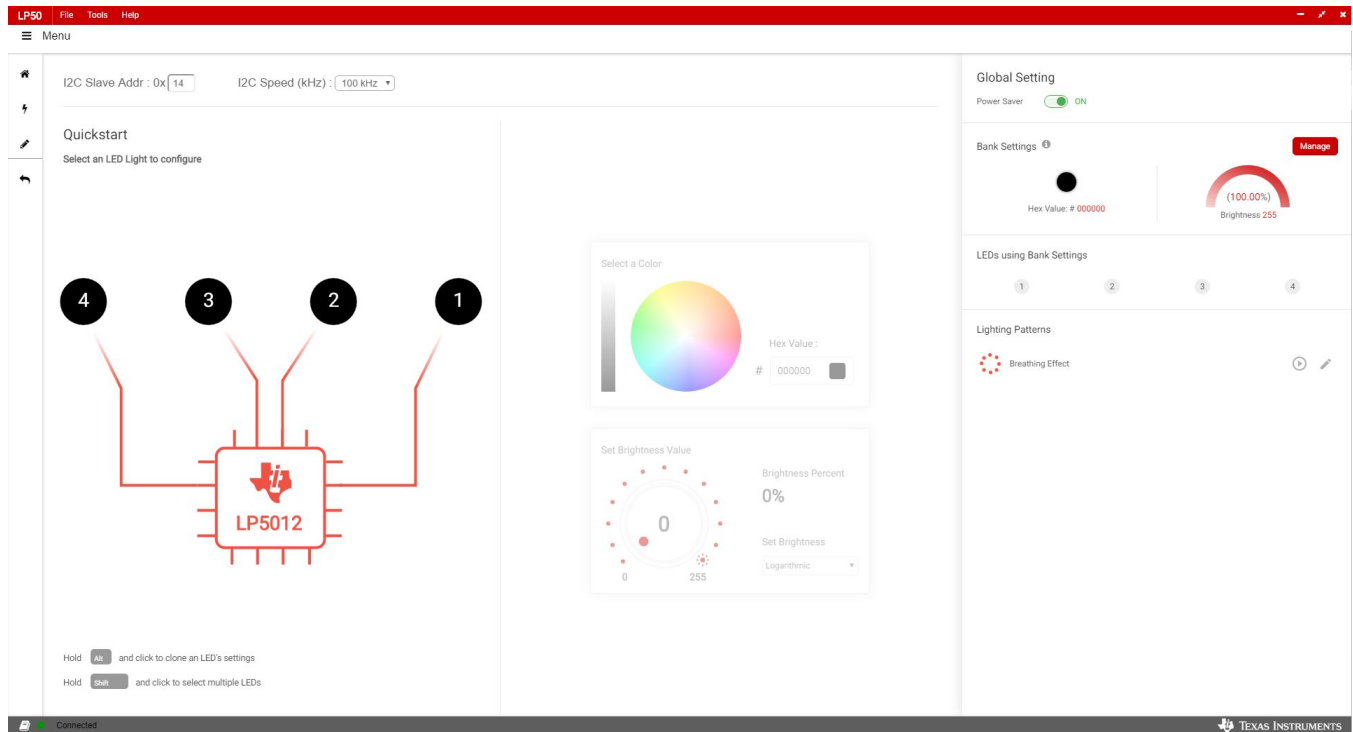 LP50 File Tools Help
Menu
I2C Slave Addr : 0x 14 I2C Speed (kHz) : 100 kHz
Quickstart
Select an LED Light to configure
4 3 2 1
LP5012
Hold Alt and click to clone an LED's settings
Hold Shift and click to select multiple LEDs
Select a Color
Hex Value :
# 000000
Set Brightness Value
Brightness Percent
0%
0
Set Brightness
Logarithmic
0 255
Global Setting
Power Saver ON
Bank Settings Manage
Hex Value: # 000000
(100.00%)
Brightness 255
LEDs using Bank Settings
1 2 3 4
Lighting Patterns
Breathing Effect
Connected
TEXAS INSTRUMENTS